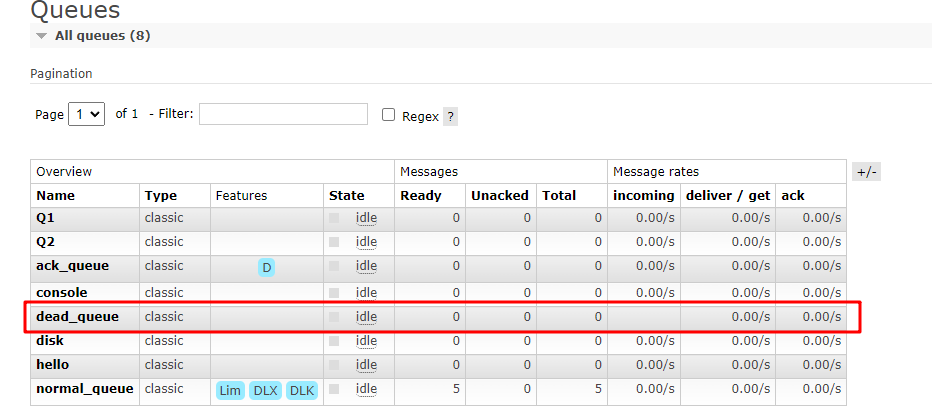 Queues
All queues (8)
Pagination
Page 1 of 1 - Filter: Regex ?
Overview Messages Message rates +/-
Name Type Features State Ready Unacked Total incoming deliver / get ack
Q1 classic idle 0 0 0 0.00/s 0.00/s 0.00/s
Q2 classic idle 0 0 0 0.00/s 0.00/s 0.00/s
ack_queue classic D idle 0 0 0 0.00/s 0.00/s 0.00/s
console classic idle 0 0 0 0.00/s 0.00/s 0.00/s
dead_queue classic idle 0 0 0 0.00/s 0.00/s
disk classic idle 0 0 0 0.00/s 0.00/s 0.00/s
hello classic idle 0 0 0 0.00/s 0.00/s 0.00/s
normal_queue classic Lim DLX DLK idle 5 0 5 0.00/s 0.00/s 0.00/s